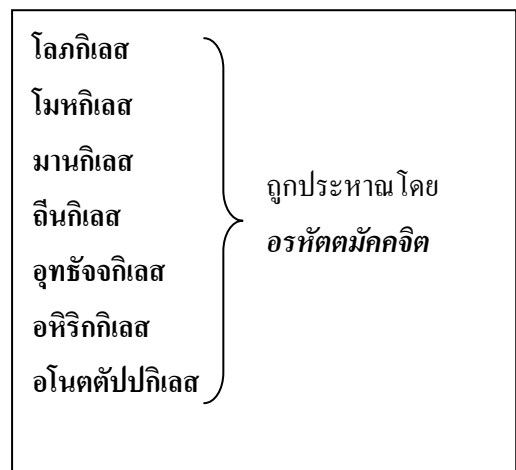 โลภกิเลส
โมหกิเลส
มานกิเลส
ถีนกิเลส
อุทธัจจกิเลส
อหิริกกิเลส
อโนตตัปปกิเลส
ถูกประหาณโดย
อรหัตตมัคคจิต